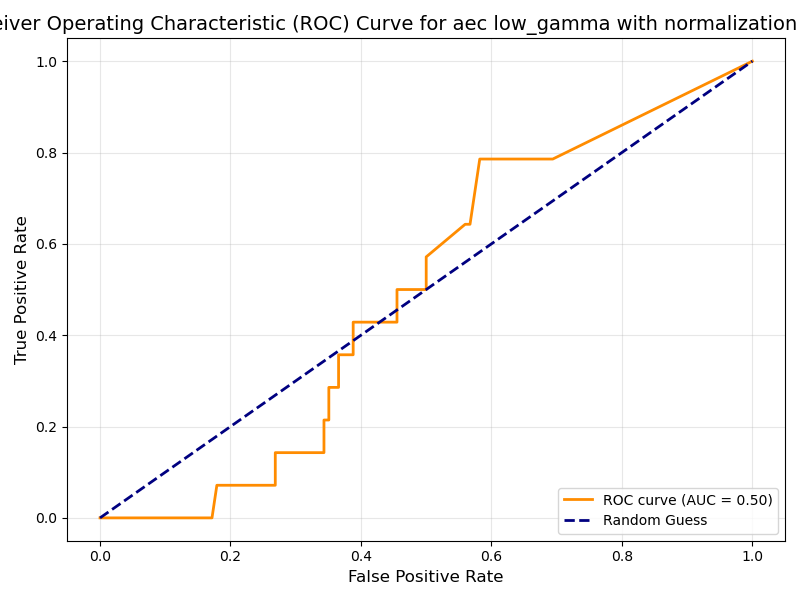 eiver Operating Characteristic (ROC) Curve for aec low_gamma with normalization
True Positive Rate
1.0
0.8
0.6
0.4
0.2
0.0
ROC curve (AUC = 0.50)
Random Guess
0.0 0.2 0.4 0.6 0.8 1.0
False Positive Rate